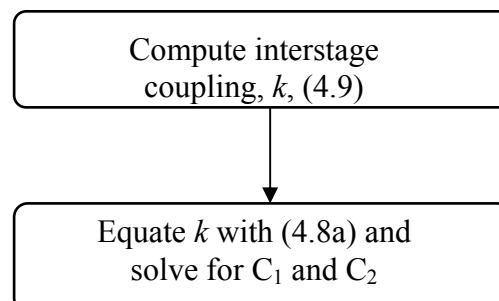 Compute interstage
coupling, k, (4.9)
Equate k with (4.8a) and
solve for C₁ and C₂